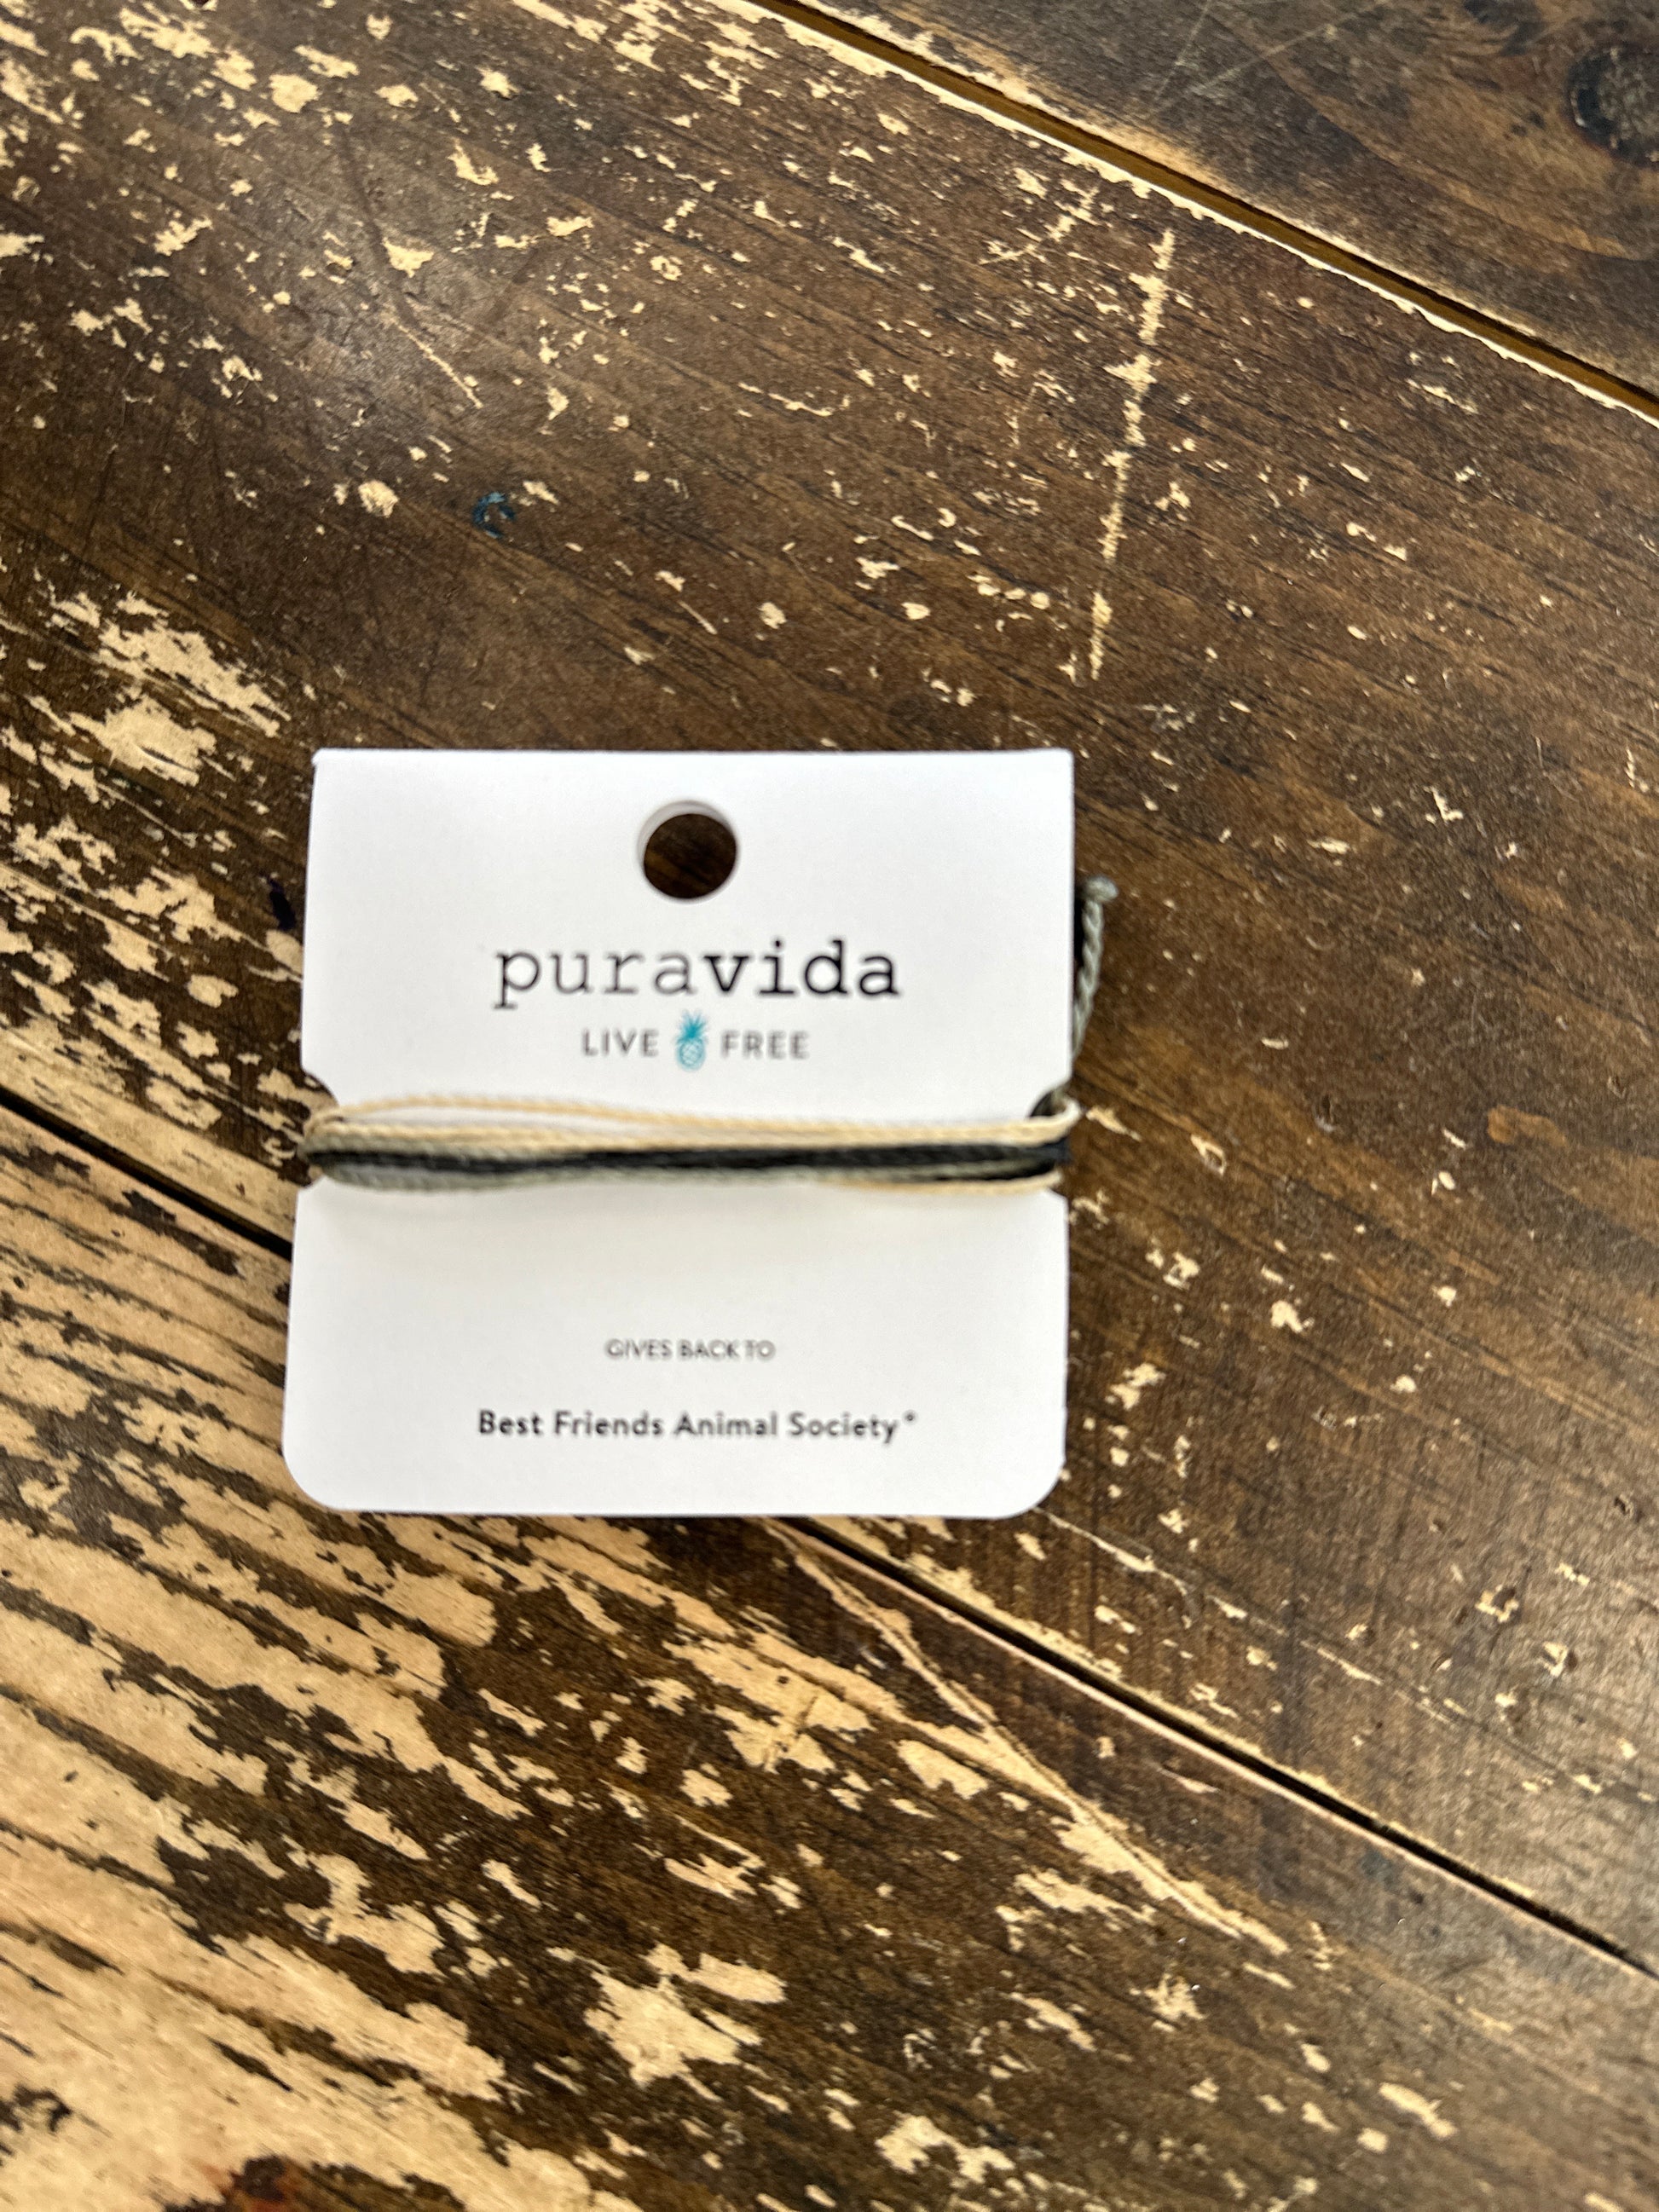 puravida
LIVE FREE
GIVES BACK TO
Best Friends Animal Society®